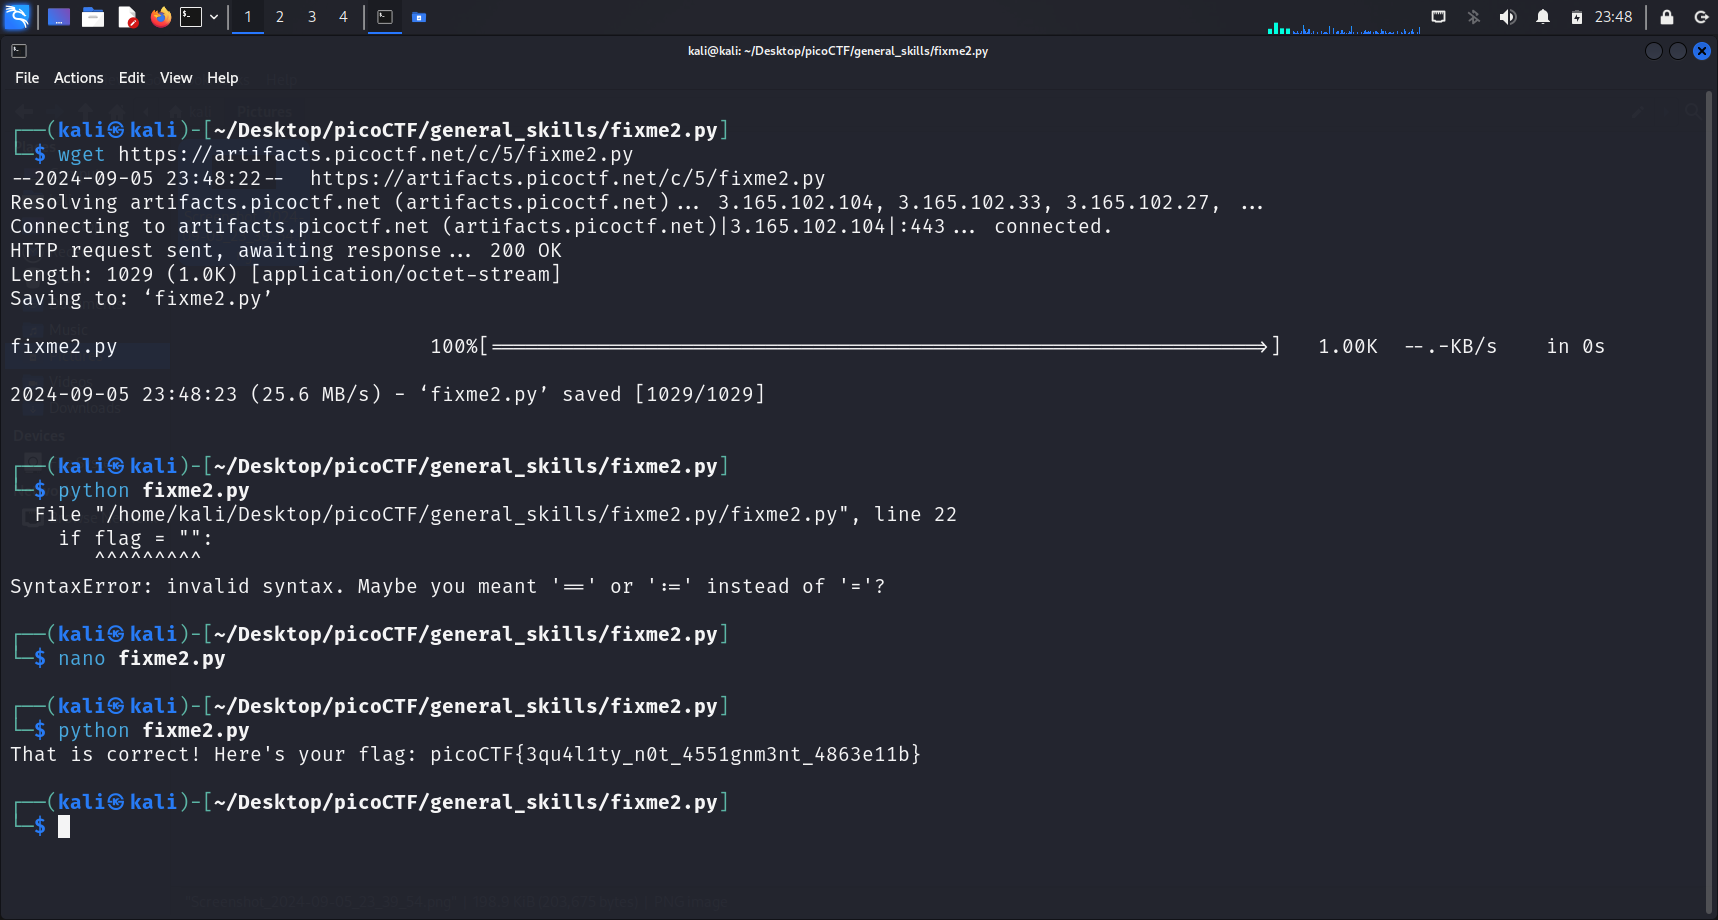 1 2 3 4 23:48
kali@kali: ~/Desktop/picoCTF/general_skills/fixme2.py
File Actions Edit View Help
┌──(kali㉿kali)-[~/Desktop/picoCTF/general_skills/fixme2.py]
└─$ wget https://artifacts.picoctf.net/c/5/fixme2.py
--2024-09-05 23:48:22-- https://artifacts.picoctf.net/c/5/fixme2.py
Resolving artifacts.picoctf.net (artifacts.picoctf.net)... 3.165.102.104, 3.165.102.33, 3.165.102.27, ...
Connecting to artifacts.picoctf.net (artifacts.picoctf.net)|3.165.102.104|:443... connected.
HTTP request sent, awaiting response... 200 OK
Length: 1029 (1.0K) [application/octet-stream]
Saving to: ‘fixme2.py’
Music
fixme2.py 100%[=================================================================>] 1.00K --.-KB/s in 0s
2024-09-05 23:48:23 (25.6 MB/s) - ‘fixme2.py’ saved [1029/1029]
Downloads
Devices
┌──(kali㉿kali)-[~/Desktop/picoCTF/general_skills/fixme2.py]
└─$ python fixme2.py
File "/home/kali/Desktop/picoCTF/general_skills/fixme2.py/fixme2.py", line 22
if flag = "":
^^^^^^^^^
SyntaxError: invalid syntax. Maybe you meant '==' or ':=' instead of '='?
┌──(kali㉿kali)-[~/Desktop/picoCTF/general_skills/fixme2.py]
└─$ nano fixme2.py
┌──(kali㉿kali)-[~/Desktop/picoCTF/general_skills/fixme2.py]
└─$ python fixme2.py
That is correct! Here's your flag: picoCTF{3qu4l1ty_n0t_4551gnm3nt_4863e11b}
┌──(kali㉿kali)-[~/Desktop/picoCTF/general_skills/fixme2.py]
└─$